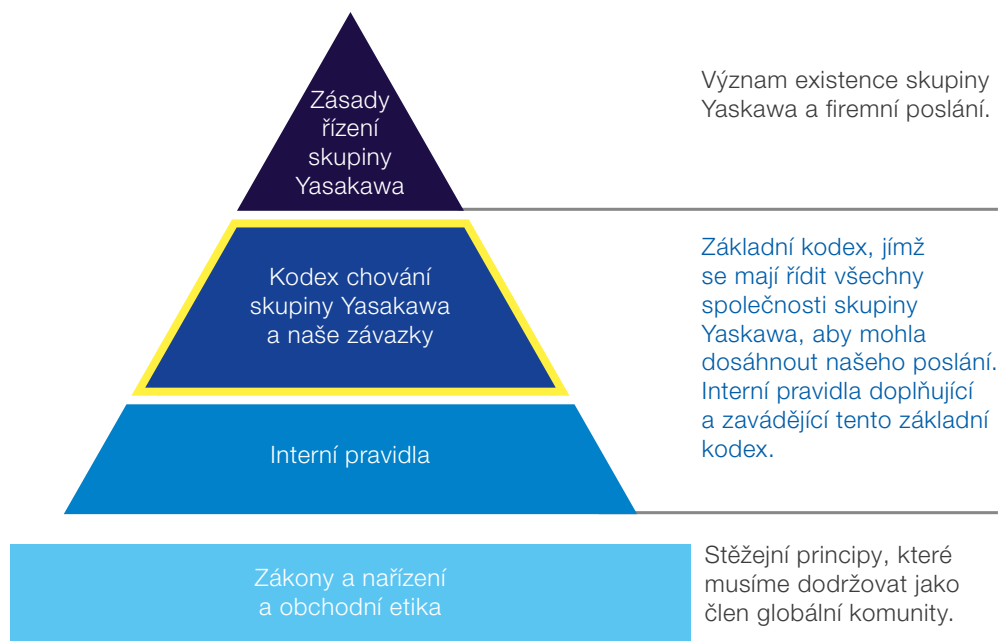 Zásady
řízení
skupiny
Yasakawa
Význam existence skupiny
Yaskawa a firemní poslání.
Kodex chování
skupiny Yasakawa
a naše závazky
Základní kodex, jímž
se mají řídit všechny
společnosti skupiny
Yaskawa, aby mohla
dosáhnout našeho poslání.
Interní pravidla doplňující
a zavádějící tento základní
kodex.
Interní pravidla
Zákony a nařízení
a obchodní etika
Stěžejní principy, které
musíme dodržovat jako
člen globální komunity.